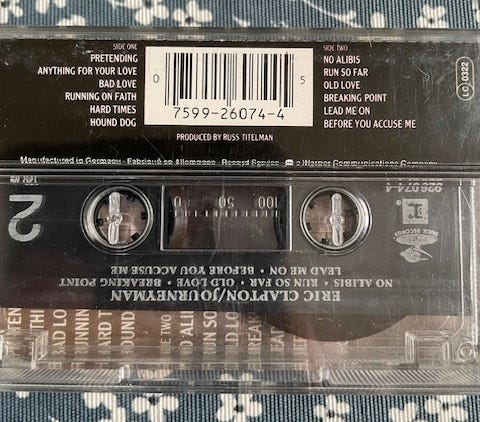 SIDE ONE
PRETENDING
ANYTHING FOR YOUR LOVE
BAD LOVE
RUNNING ON FAITH
HARD TIMES
HOUND DOG
0 5
7599-26074-4
PRODUCED BY RUSS TITELMAN
SIDE TWO
NO ALIBIS
RUN SO FAR
OLD LOVE
BREAKING POINT
LEAD ME ON
BEFORE YOU ACCUSE ME
LC 0322
Manufactured in Germany · Fabriqué en Allemagne · Record Service · a Warner Communications Company
2
100 50 0
DUCK RECORDS
ERIC CLAPTON/JOURNEYMAN
NO ALIBIS • RUN SO FAR • OLD LOVE • BREAKING POINT
LEAD ME ON • BEFORE YOU ACCUSE ME